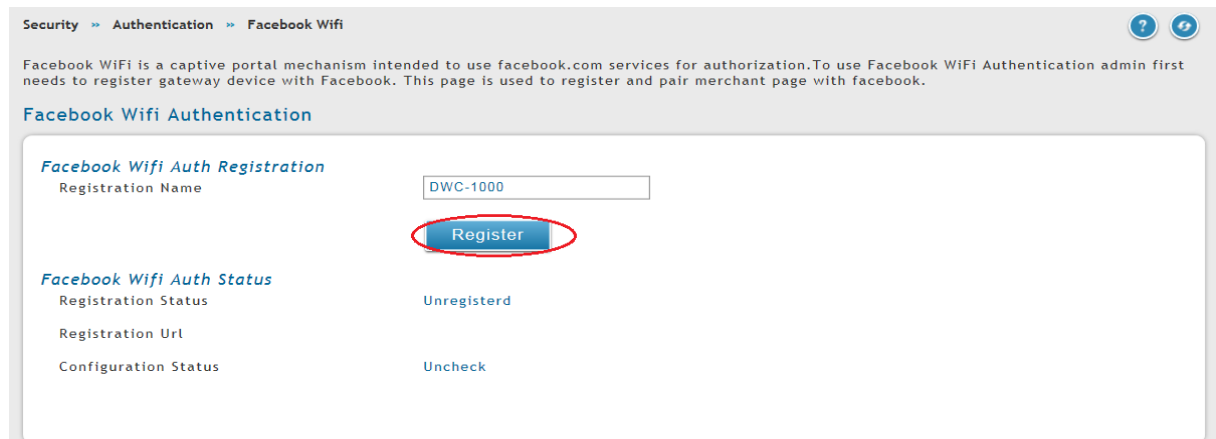 Security » Authentication » Facebook Wifi
?
Facebook WiFi is a captive portal mechanism intended to use facebook.com services for authorization.To use Facebook WiFi Authentication admin first
needs to register gateway device with Facebook. This page is used to register and pair merchant page with facebook.
Facebook Wifi Authentication
Facebook Wifi Auth Registration
Registration Name DWC-1000
Register
Facebook Wifi Auth Status
Registration Status Unregisterd
Registration Url
Configuration Status Uncheck